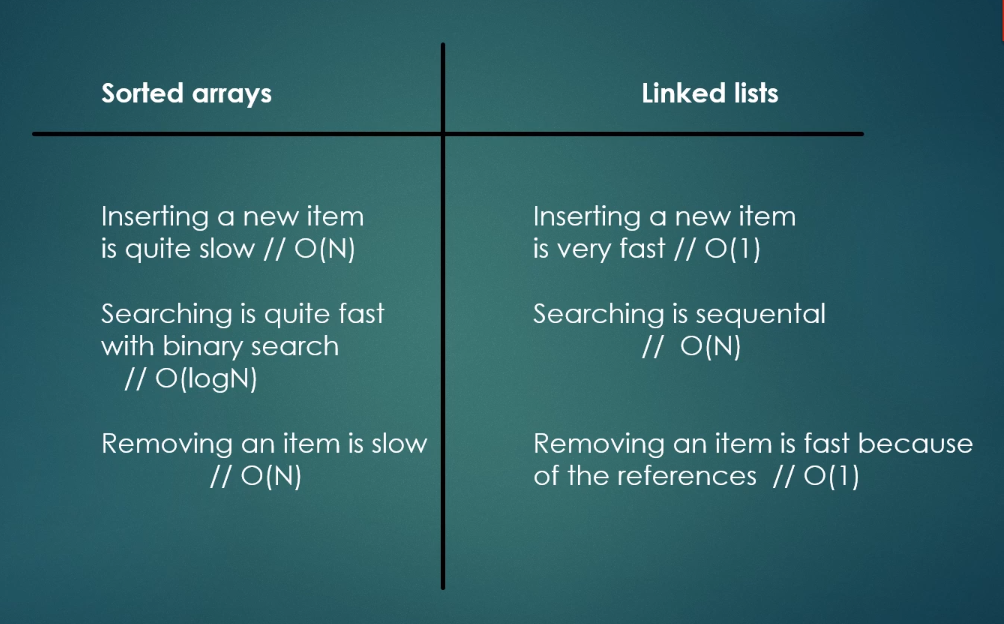 Sorted arrays
Linked lists
Inserting a new item
is quite slow // O(N)
Searching is quite fast
with binary search
// O(logN)
Removing an item is slow
// O(N)
Inserting a new item
is very fast // O(1)
Searching is sequental
// O(N)
Removing an item is fast because
of the references // O(1)